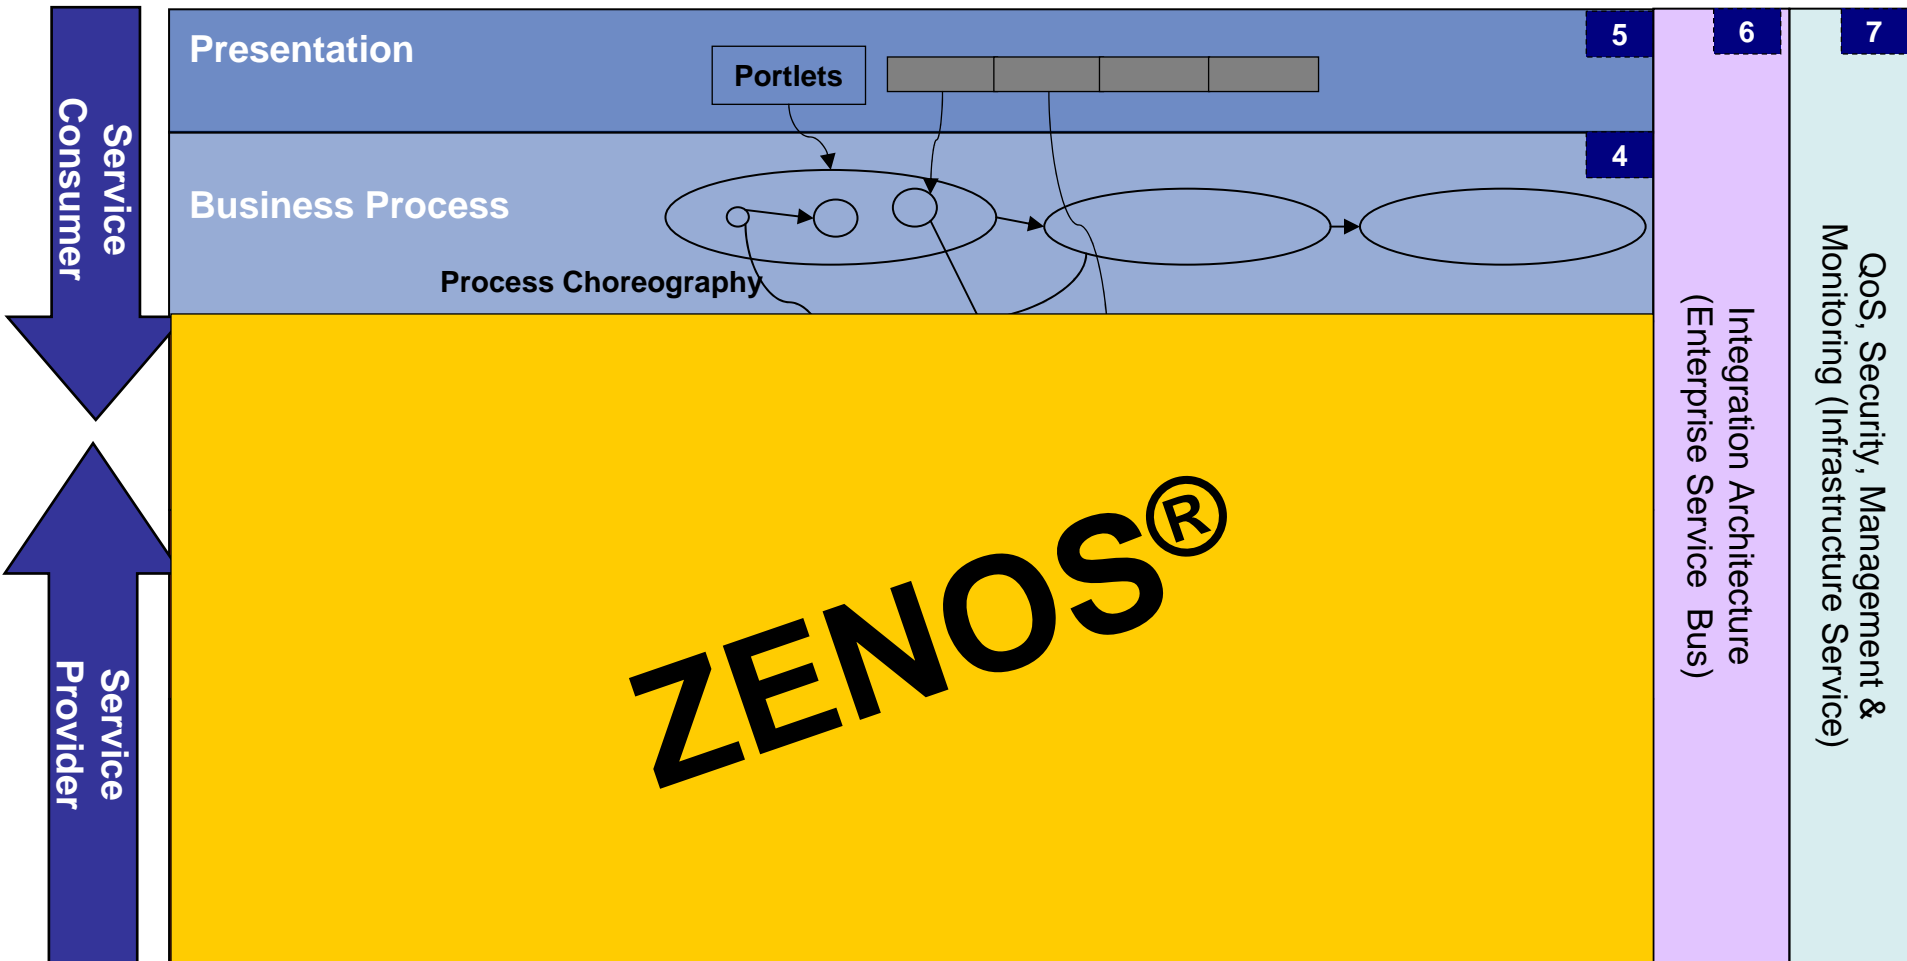 Presentation
Portlets
5
6
7
Service
Consumer
4
Business Process
Process Choreography
ZENOS®
Service
Provider
Integration Architecture
(Enterprise Service Bus)
QoS, Security, Management &
Monitoring (Infrastructure Service)